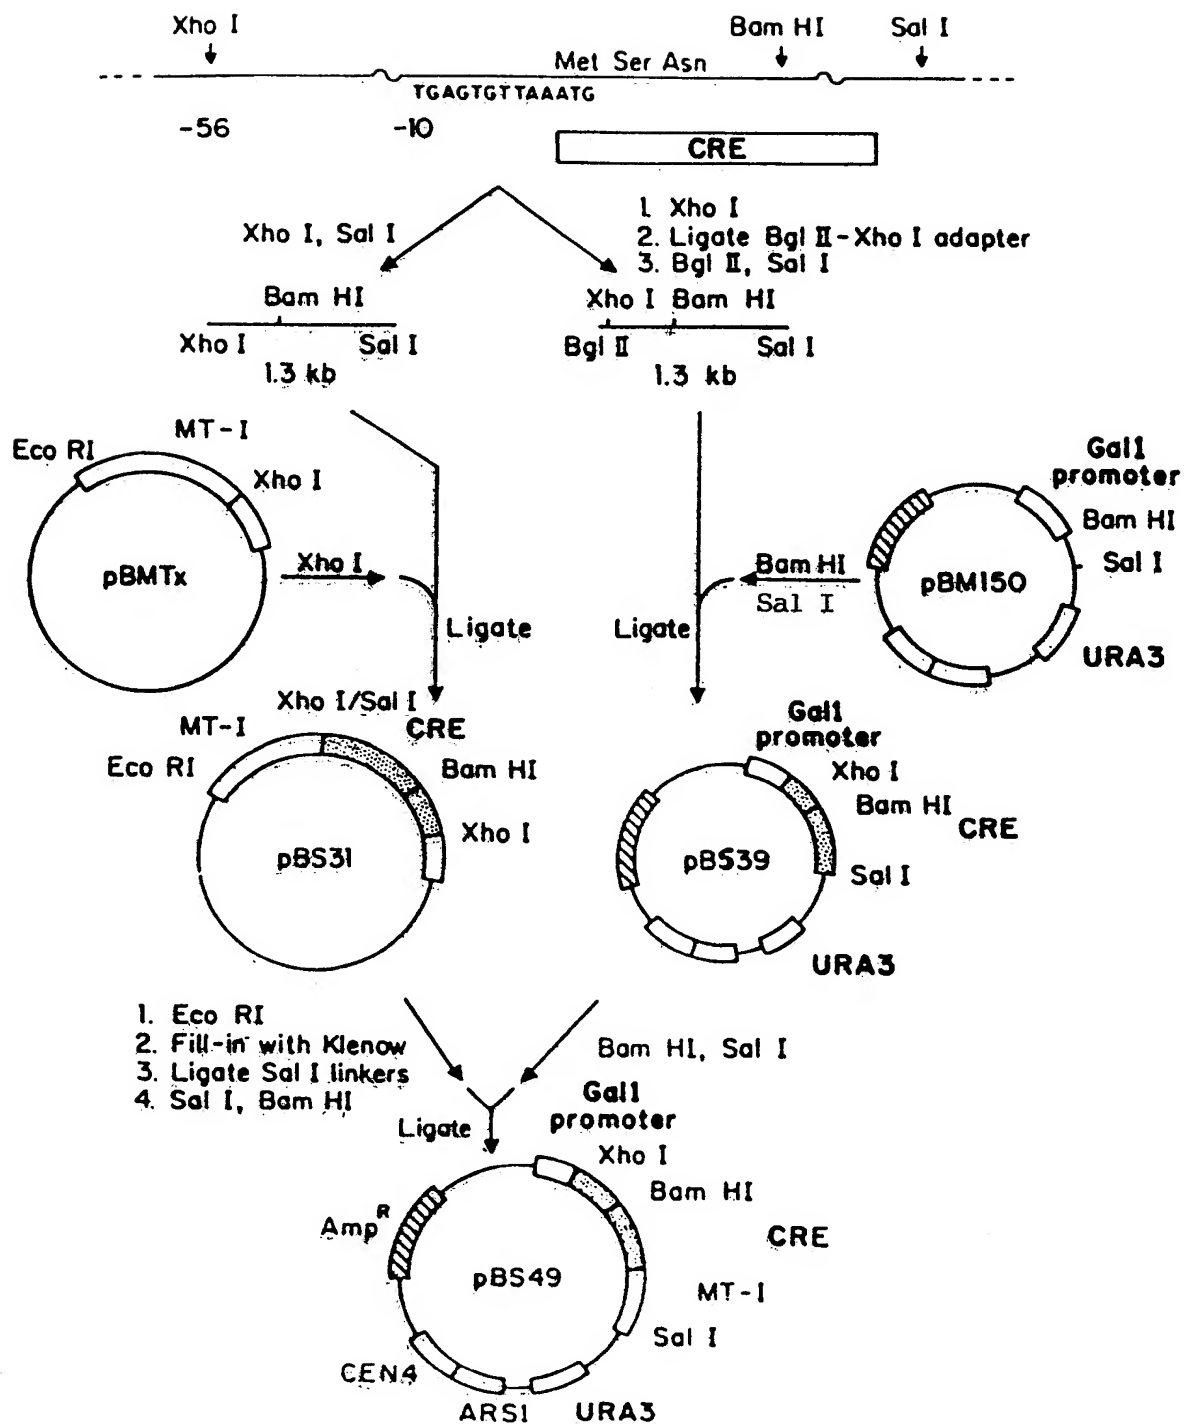 Xho I
Bam HI
Sal I
Met Ser Asn
TGAGTGTTAAATG
-56
-10
CRE
Xho I, Sal I
1. Xho I
2. Ligate Bgl II-Xho I adapter
3. Bgl II, Sal I
Bam HI
Xho I
Sal I
1.3 kb
Xho I
Bam HI
Bgl II
Sal I
1.3 kb
MT-I
Eco RI
Xho I
pBMTx
Xho I
Ligate
Gal1
promoter
Bam HI
Sal I
pBM150
URA3
Bam HI
Sal I
Ligate
Xho I/Sal I
MT-I
CRE
Eco RI
Bam HI
Xho I
pBS31
Gal1
promoter
Xho I
Bam HI
CRE
pBS39
Sal I
URA3
1. Eco RI
2. Fill-in with Klenow
3. Ligate Sal I linkers
4. Sal I, Bam HI
Bam HI, Sal I
Ligate
Gal1
promoter
Xho I
Bam HI
AmpR
CRE
pBS49
MT-I
Sal I
CEN4
ARS1
URA3